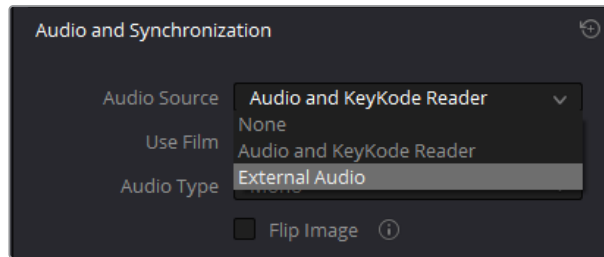 Audio and Synchronization
Audio Source Audio and KeyKode Reader
None
Use Film
Audio and KeyKode Reader
External Audio
Audio Type
Flip Image